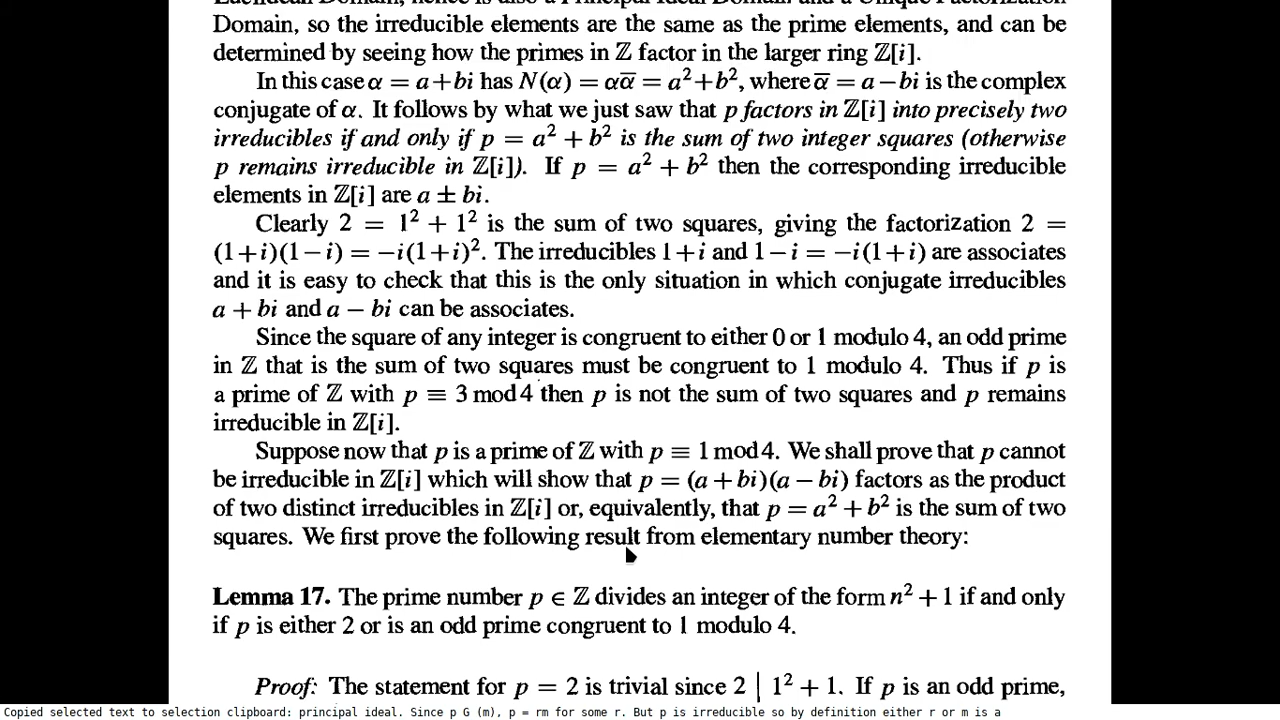 Euclidean Domain, hence is also a Principal Ideal Domain and a Unique Factorization
Domain, so the irreducible elements are the same as the prime elements, and can be
determined by seeing how the primes in ℤ factor in the larger ring ℤ[i].
In this case α = a+bi has N(α) = αα̅ = a²+b², where α̅ = a−bi is the complex
conjugate of α. It follows by what we just saw that p factors in ℤ[i] into precisely two
irreducibles if and only if p = a² + b² is the sum of two integer squares (otherwise
p remains irreducible in ℤ[i]). If p = a² + b² then the corresponding irreducible
elements in ℤ[i] are a ± bi.
Clearly 2 = 1² + 1² is the sum of two squares, giving the factorization 2 =
(1+i)(1−i) = −i(1+i)². The irreducibles 1+i and 1−i = −i(1+i) are associates
and it is easy to check that this is the only situation in which conjugate irreducibles
a + bi and a − bi can be associates.
Since the square of any integer is congruent to either 0 or 1 modulo 4, an odd prime
in ℤ that is the sum of two squares must be congruent to 1 modulo 4. Thus if p is
a prime of ℤ with p ≡ 3 mod 4 then p is not the sum of two squares and p remains
irreducible in ℤ[i].
Suppose now that p is a prime of ℤ with p ≡ 1 mod 4. We shall prove that p cannot
be irreducible in ℤ[i] which will show that p = (a + bi)(a − bi) factors as the product
of two distinct irreducibles in ℤ[i] or, equivalently, that p = a² + b² is the sum of two
squares. We first prove the following result from elementary number theory:
Lemma 17. The prime number p ∈ ℤ divides an integer of the form n² + 1 if and only
if p is either 2 or is an odd prime congruent to 1 modulo 4.
Proof: The statement for p = 2 is trivial since 2 | 1² + 1. If p is an odd prime,
Copied selected text to selection clipboard: principal ideal. Since p G (m), p = rm for some r. But p is irreducible so by definition either r or m is a